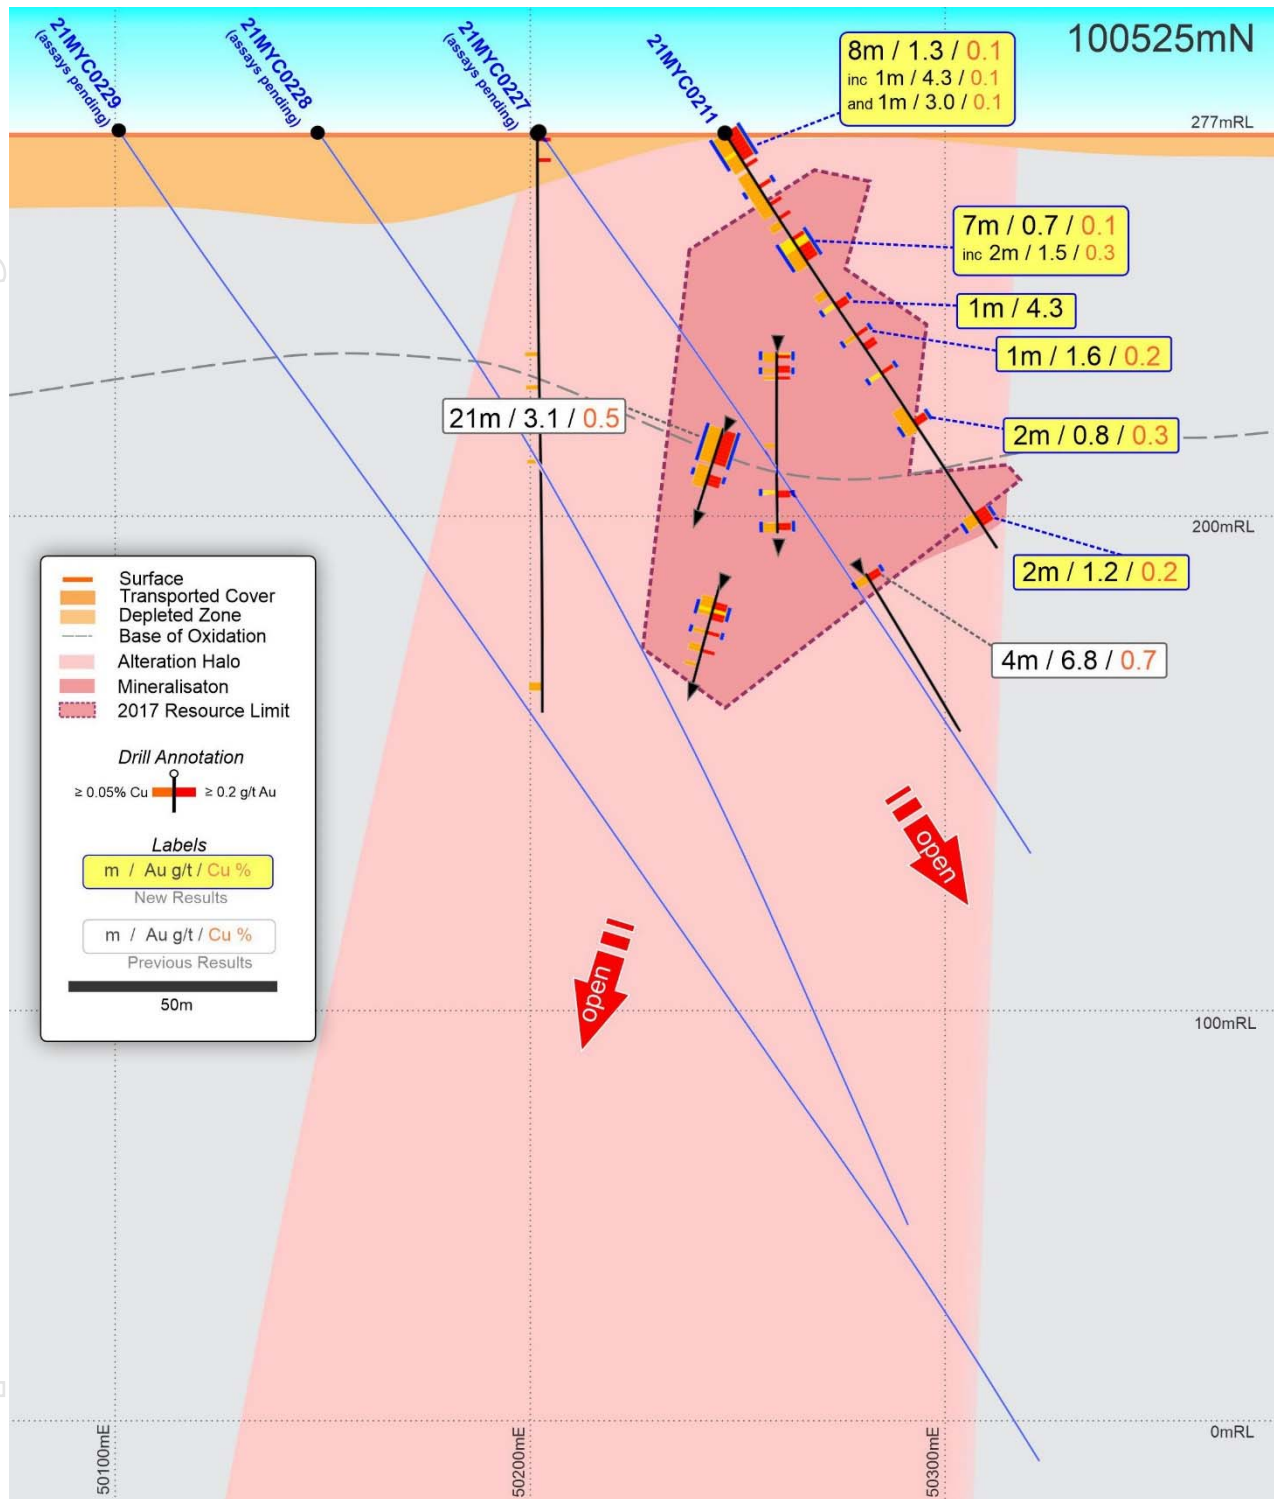 21MYC0229
(assays pending)
21MYC0228
(assays pending)
21MYC0227
(assays pending)
21MYC0211
8m / 1.3 / 0.1
inc 1m / 4.3 / 0.1
and 1m / 3.0 / 0.1
100525mN
277mRL
7m / 0.7 / 0.1
inc 2m / 1.5 / 0.3
1m / 4.3
1m / 1.6 / 0.2
21m / 3.1 / 0.5
2m / 0.8 / 0.3
200mRL
2m / 1.2 / 0.2
4m / 6.8 / 0.7
Surface
Transported Cover
Depleted Zone
Base of Oxidation
Alteration Halo
Mineralisaton
2017 Resource Limit
Drill Annotation
≥ 0.05% Cu
≥ 0.2 g/t Au
Labels
m / Au g/t / Cu %
New Results
m / Au g/t / Cu %
Previous Results
50m
open
open
100mRL
0mRL
50100mE
50200mE
50300mE